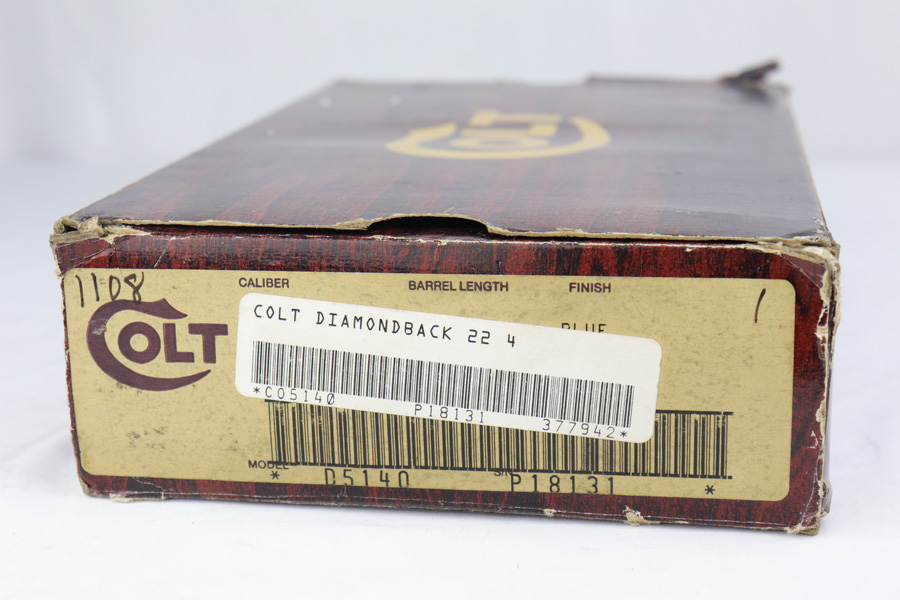 COLT
1108
CALIBER BARREL LENGTH FINISH
1
COLT
BLUE
COLT DIAMONDBACK 22 4
*C05140 P18131 377942*
MODEL S/N
* D5140 P18131 *